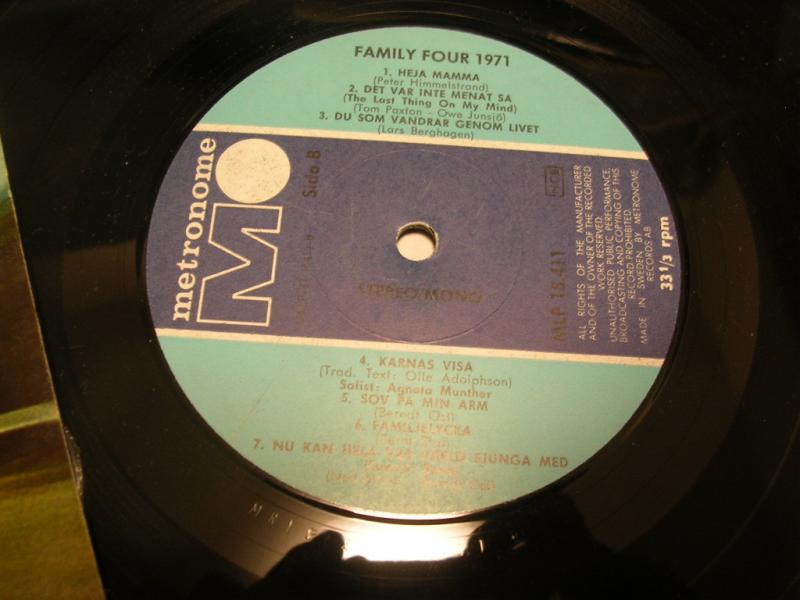 FAMILY FOUR 1971
1. HEJA MAMMA
(Peter Himmelstrand)
2. DET VAR INTE MENAT SÅ
(The Last Thing On My Mind)
(Tom Paxton - Owe Junsjö)
3. DU SOM VANDRAR GENOM LIVET
(Lars Berghagen)
metronome
M
Sida B
NCB
STEREO/MONO
MLP 15.411
ALL RIGHTS OF THE MANUFACTURER
AND OF THE OWNER OF THE RECORDED
WORK RESERVED.
UNAUTHORISED PUBLIC PERFORMANCE,
BROADCASTING AND COPYING OF THIS
RECORD PROHIBITED.
MADE IN SWEDEN BY METRONOME
RECORDS AB
33 1/3 rpm
4. KARNAS VISA
(Trad. Text: Olle Adolphson)
Solist: Agneta Munther
5. SOV PÅ MIN ARM
6. FAMILJELYCKA
7. NU KAN HELA SJUNGA MED